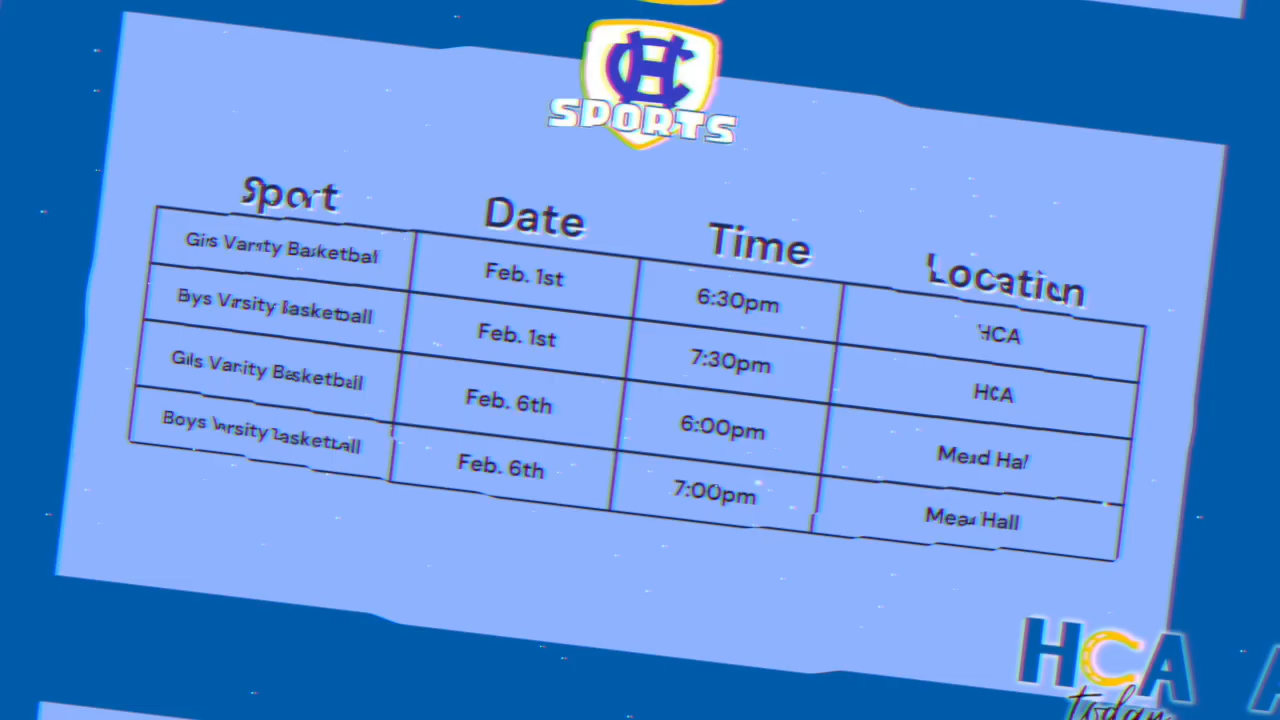 HC
SPORTS
Sport Date Time Location
Girls Varsity Basketball Feb. 1st 6:30pm HCA
Boys Varsity Basketball Feb. 1st 7:30pm HCA
Girls Varsity Basketball Feb. 6th 6:00pm Mead Hall
Boys Varsity Basketball Feb. 6th 7:00pm Mead Hall
HCA
today